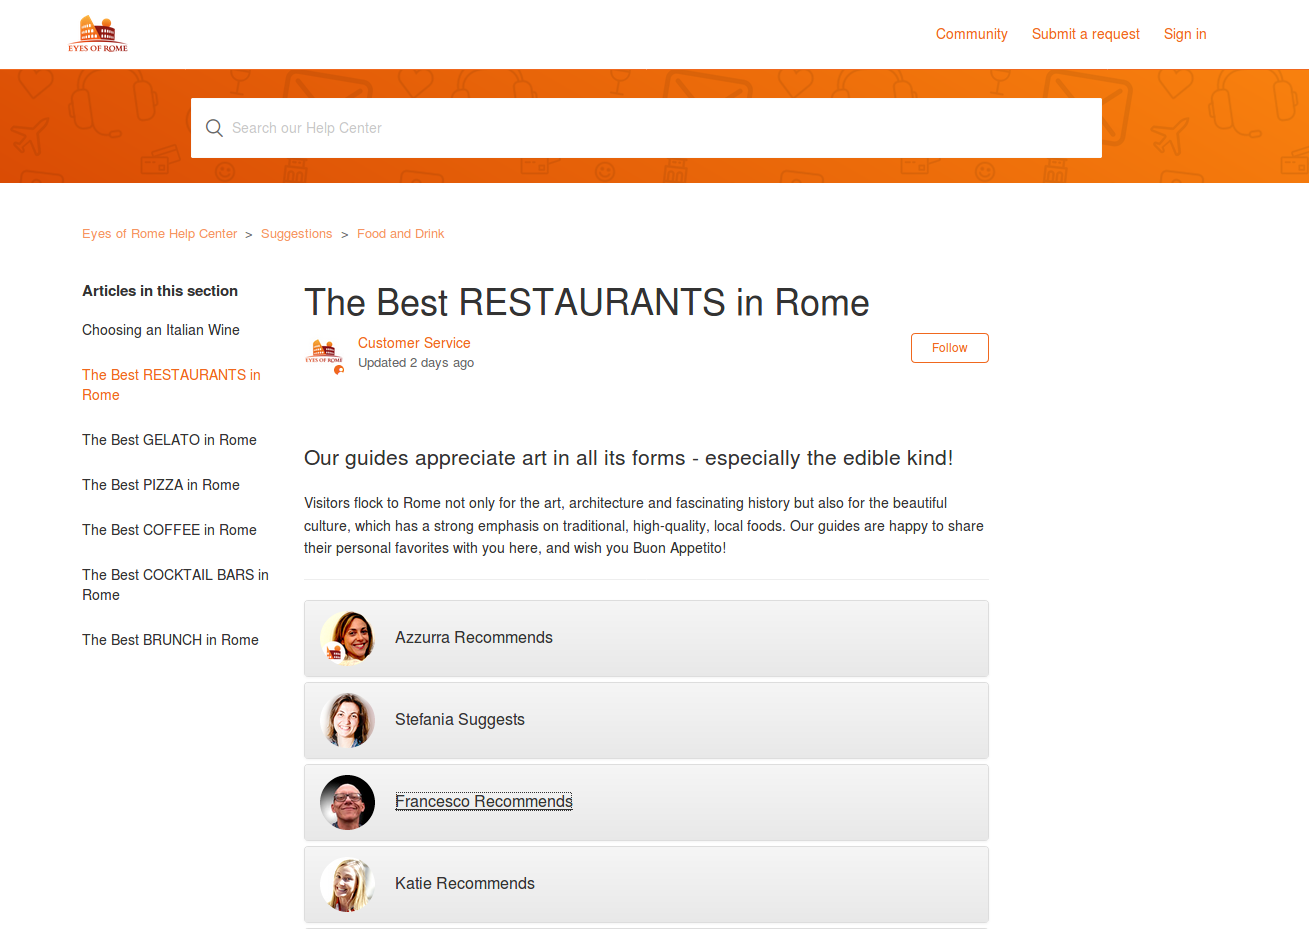 EYES OF ROME
Community
Submit a request
Sign in
Search our Help Center
Eyes of Rome Help Center > Suggestions > Food and Drink
Articles in this section
Choosing an Italian Wine
The Best RESTAURANTS in
Rome
The Best GELATO in Rome
The Best PIZZA in Rome
The Best COFFEE in Rome
The Best COCKTAIL BARS in
Rome
The Best BRUNCH in Rome
The Best RESTAURANTS in Rome
EYES OF ROME
Customer Service
Updated 2 days ago
Follow
Our guides appreciate art in all its forms - especially the edible kind!
Visitors flock to Rome not only for the art, architecture and fascinating history but also for the beautiful
culture, which has a strong emphasis on traditional, high-quality, local foods. Our guides are happy to share
their personal favorites with you here, and wish you Buon Appetito!
Azzurra Recommends
Stefania Suggests
Francesco Recommends
Katie Recommends